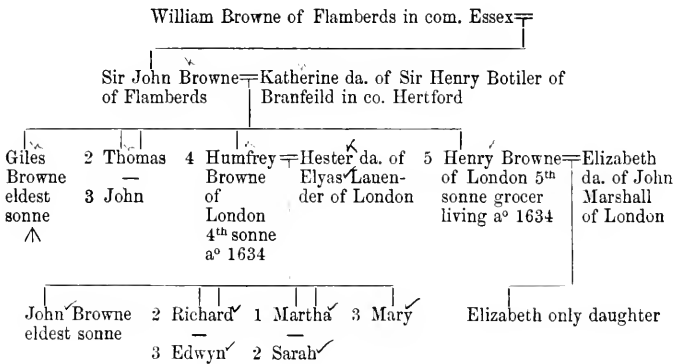 William Browne of Flamberds in com. Essex
Sir John Browne=Katherine da. of Sir Henry Botiler of
of Flamberds Branfeild in co. Hertford
Giles 2 Thomas 4 Humfrey=Hester da. of 5 Henry Browne=Elizabeth
Browne — Browne Elyas Lauen- of London 5th da. of John
eldest 3 John of der of London sonne grocer Marshall
sonne London living aº 1634 of London
4th sonne
aº 1634
John Browne 2 Richard 1 Martha 3 Mary Elizabeth only daughter
eldest sonne — —
3 Edwyn 2 Sarah